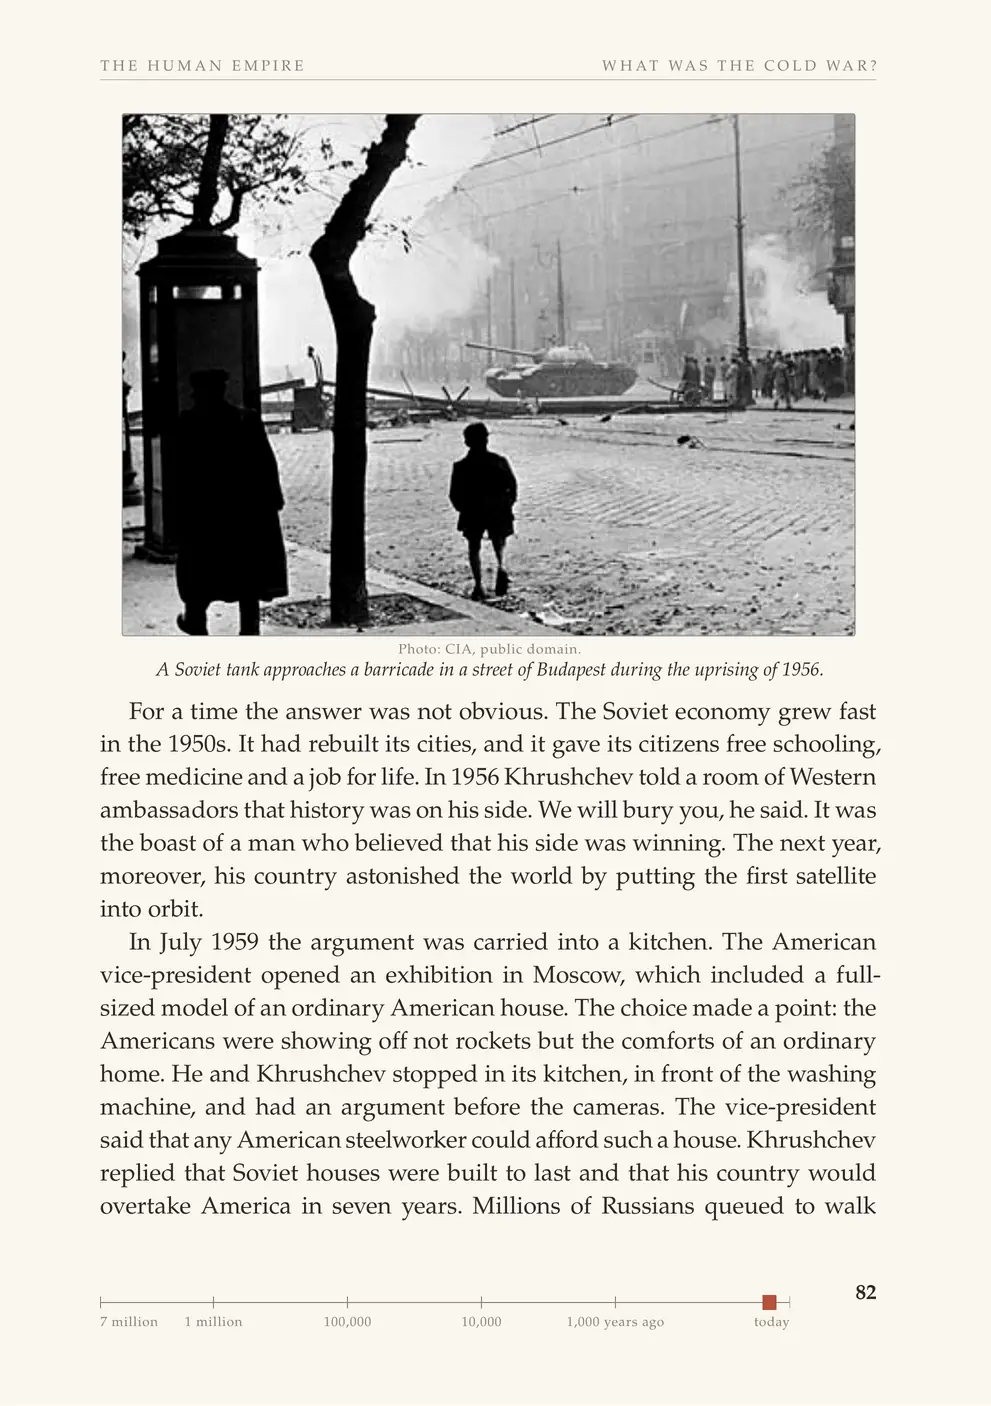 THE HUMAN EMPIRE
WHAT WAS THE COLD WAR?
Photo: CIA, public domain.
A Soviet tank approaches a barricade in a street of Budapest during the uprising of 1956.
For a time the answer was not obvious. The Soviet economy grew fast
in the 1950s. It had rebuilt its cities, and it gave its citizens free schooling,
free medicine and a job for life. In 1956 Khrushchev told a room of Western
ambassadors that history was on his side. We will bury you, he said. It was
the boast of a man who believed that his side was winning. The next year,
moreover, his country astonished the world by putting the first satellite
into orbit.
In July 1959 the argument was carried into a kitchen. The American
vice-president opened an exhibition in Moscow, which included a full-
sized model of an ordinary American house. The choice made a point: the
Americans were showing off not rockets but the comforts of an ordinary
home. He and Khrushchev stopped in its kitchen, in front of the washing
machine, and had an argument before the cameras. The vice-president
said that any American steelworker could afford such a house. Khrushchev
replied that Soviet houses were built to last and that his country would
overtake America in seven years. Millions of Russians queued to walk
82
7 million
1 million
100,000
10,000
1,000 years ago
today